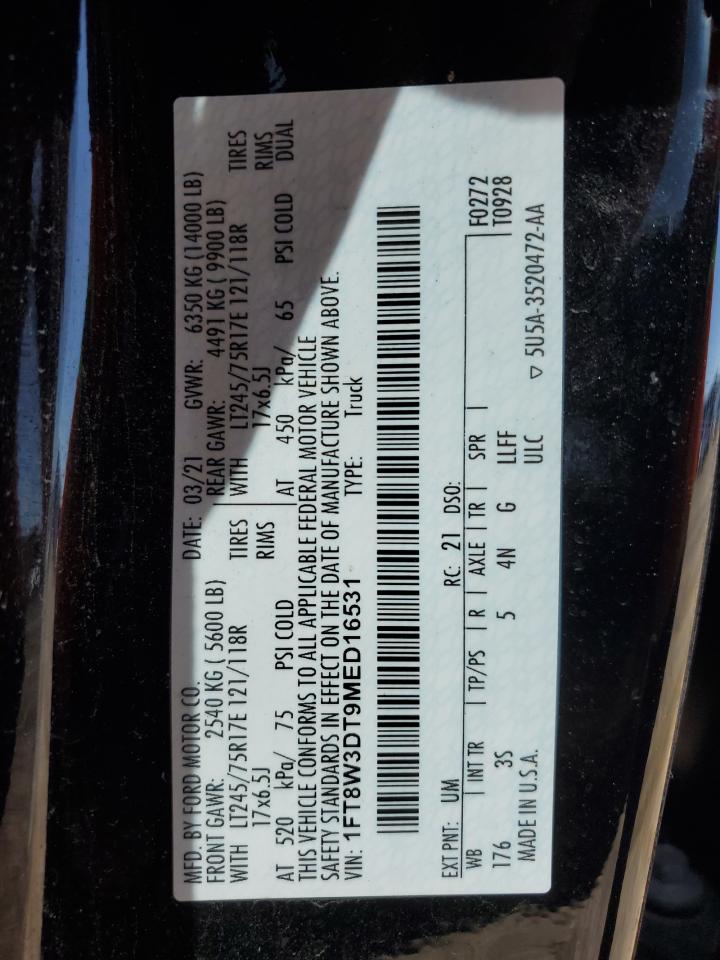 MFD. BY FORD MOTOR CO. DATE: 03/21 GVWR: 6350 KG (14000 LB)
FRONT GAWR: 2540 KG ( 5600 LB) REAR GAWR: 4491 KG ( 9900 LB)
WITH LT245/75R17E 121/118R TIRES WITH LT245/75R17E 121/118R TIRES
17x6.5J RIMS 17x6.5J RIMS
AT 520 kPa/ 75 PSI COLD AT 450 kPa/ 65 PSI COLD DUAL
THIS VEHICLE CONFORMS TO ALL APPLICABLE FEDERAL MOTOR VEHICLE
SAFETY STANDARDS IN EFFECT ON THE DATE OF MANUFACTURE SHOWN ABOVE.
VIN: 1FT8W3DT9MED16531 TYPE: Truck
EXT PNT: UM RC: 21 DSO:
WB | INT TR | TP/PS | R | AXLE | TR | SPR | F0272
176 3S 5 4N G LLFF T0928
MADE IN U.S.A. ULC ▽ 5U5A-3520472-AA